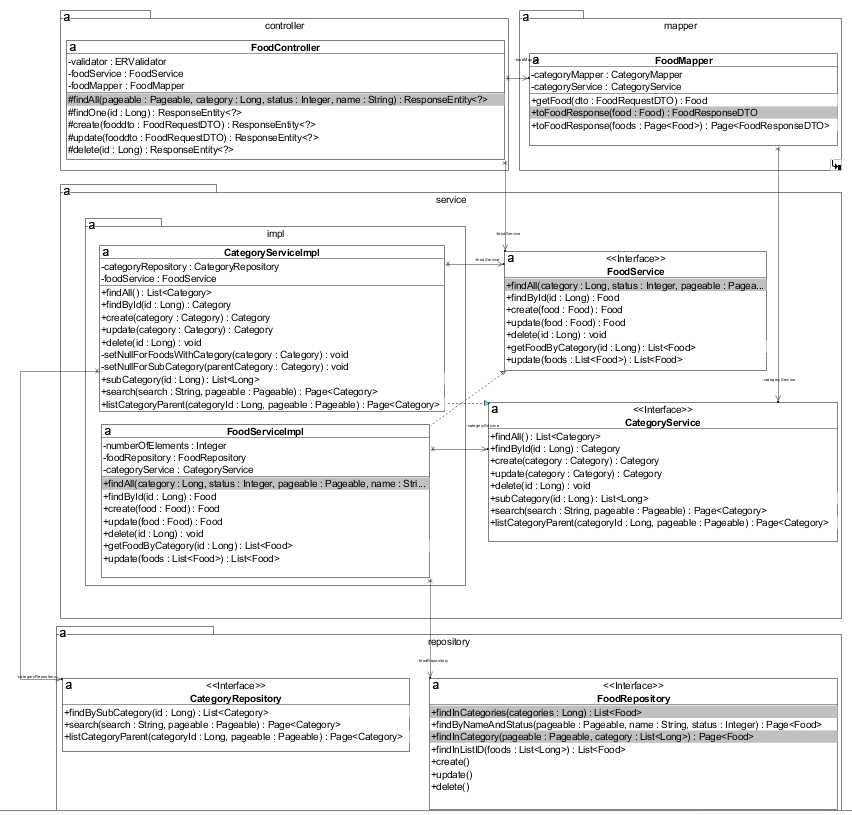 a
controller
a
FoodController
-validator : ERValidator
-foodService : FoodService
-foodMapper : FoodMapper
#findAll(pageable : Pageable, category : Long, status : Integer, name : String) : ResponseEntity<?>
#findOne(id : Long) : ResponseEntity<?>
#create(fooddto : FoodRequestDTO) : ResponseEntity<?>
#update(fooddto : FoodRequestDTO) : ResponseEntity<?>
#delete(id : Long) : ResponseEntity<?>
a
mapper
a
FoodMapper
-categoryMapper : CategoryMapper
-categoryService : CategoryService
+getFood(dto : FoodRequestDTO) : Food
+toFoodResponse(food : Food) : FoodResponseDTO
+toFoodResponse(foods : Page<Food>) : Page<FoodResponseDTO>
-foodService
a
service
a
impl
a
CategoryServiceImpl
-categoryRepository : CategoryRepository
-foodService : FoodService
+findAll() : List<Category>
+findById(id : Long) : Category
+create(category : Category) : Category
+update(category : Category) : Category
+delete(id : Long) : void
-setNullForFoodsWithCategory(category : Category) : void
-setNullForSubCategory(parentCategory : Category) : void
+subCategory(id : Long) : List<Long>
+search(search : String, pageable : Pageable) : Page<Category>
+listCategoryParent(categoryId : Long, pageable : Pageable) : Page<Category>
-foodService
a
<<Interface>>
FoodService
+findAll(category : Long, status : Integer, pageable : Pagea...
+findById(id : Long) : Food
+create(food : Food) : Food
+update(food : Food) : Food
+delete(id : Long) : void
+getFoodByCategory(id : Long) : List<Food>
+update(foods : List<Food>) : List<Food>
-categoryService
a
FoodServiceImpl
-numberOfElements : Integer
-foodRepository : FoodRepository
-categoryService : CategoryService
+findAll(category : Long, status : Integer, pageable : Pageable, name : Stri...
+findById(id : Long) : Food
+create(food : Food) : Food
+update(food : Food) : Food
+delete(id : Long) : void
+getFoodByCategory(id : Long) : List<Food>
+update(foods : List<Food>) : List<Food>
-categoryService
a
<<Interface>>
CategoryService
+findAll() : List<Category>
+findById(id : Long) : Category
+create(category : Category) : Category
+update(category : Category) : Category
+delete(id : Long) : void
+subCategory(id : Long) : List<Long>
+search(search : String, pageable : Pageable) : Page<Category>
+listCategoryParent(categoryId : Long, pageable : Pageable) : Page<Category>
a
repository
-foodRepository
-categoryRepository
a
<<Interface>>
CategoryRepository
+findBySubCategory(id : Long) : List<Category>
+search(search : String, pageable : Pageable) : Page<Category>
+listCategoryParent(categoryId : Long, pageable : Pageable) : Page<Category>
a
<<Interface>>
FoodRepository
+findInCategories(categories : Long) : List<Food>
+findByNameAndStatus(pageable : Pageable, name : String, status : Integer) : Page<Food>
+findInCategory(pageable : Pageable, category : List<Long>) : Page<Food>
+findInListID(foods : List<Long>) : List<Food>
+create()
+update()
+delete()